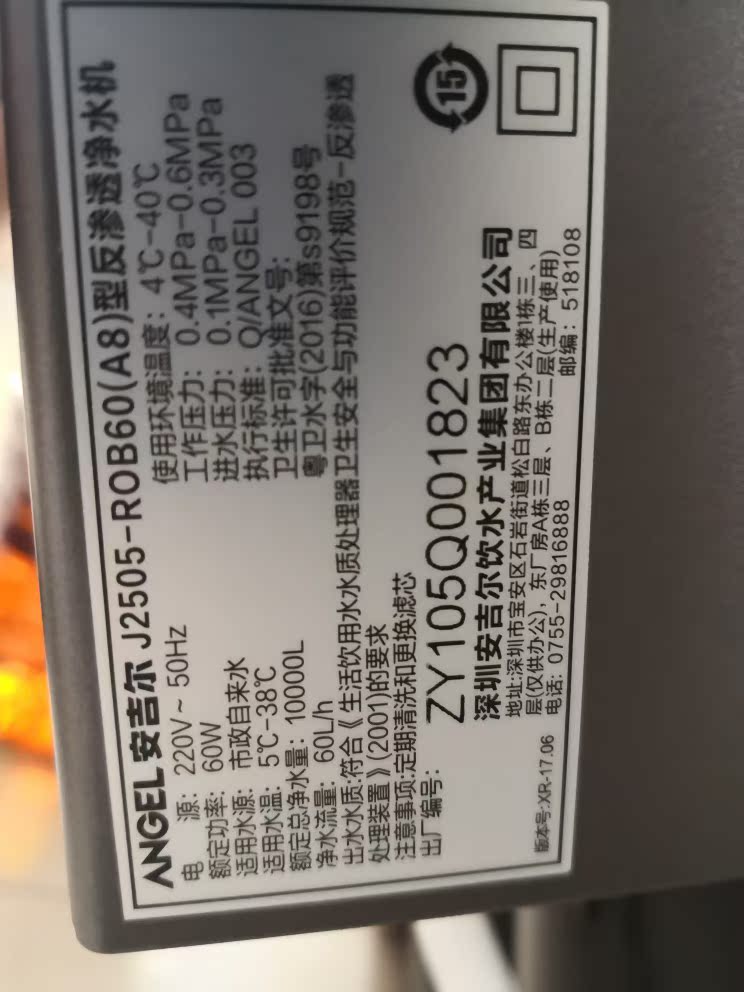 ANGEL 安吉尔 J2505-ROB60(A8)型反渗透净水机
电 源: 220V~ 50Hz
额定功率: 60W
适用水源: 市政自来水
适用水温: 5℃-38℃
额定总净水量: 10000L
净水流量: 60L/h
使用环境温度: 4℃-40℃
工作压力: 0.4MPa-0.6MPa
进水压力: 0.1MPa-0.3MPa
执行标准: Q/ANGEL 003
卫生许可批准文号:
粤卫水字(2016)第s9198号
出水水质:符合《生活饮用水水质处理器卫生安全与功能评价规范-反渗透
处理装置》(2001)的要求
注意事项:定期清洗和更换滤芯
出厂编号:
ZY105Q001823
15
深圳安吉尔饮水产业集团有限公司
地址:深圳市宝安区石岩街道松白路东办公楼1栋三、四
层(仅供办公), 东厂房A栋三层、B栋二层(生产使用)
电话: 0755-29816888 邮编: 518108
版本号:XR-17.06